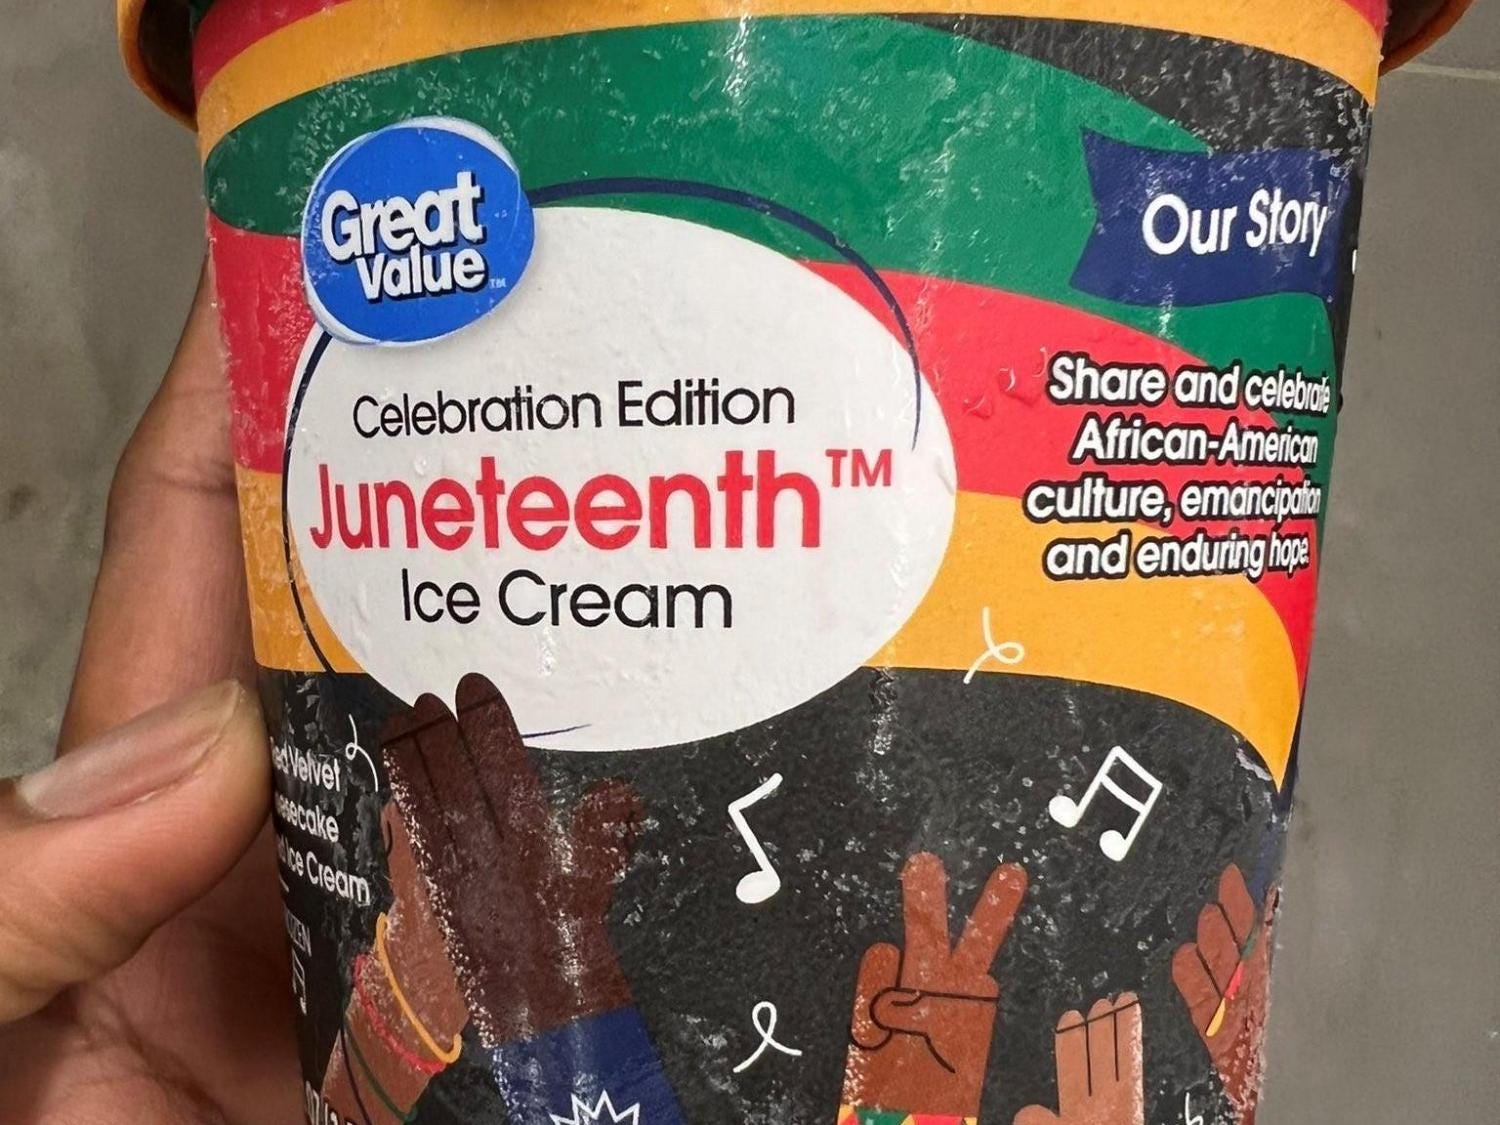 Great
Value™
Our Story
Celebration Edition
Juneteenth™
Ice Cream
Share and celebrate
African-American
culture, emancipation
and enduring hope.
Velvet
Ice Cream